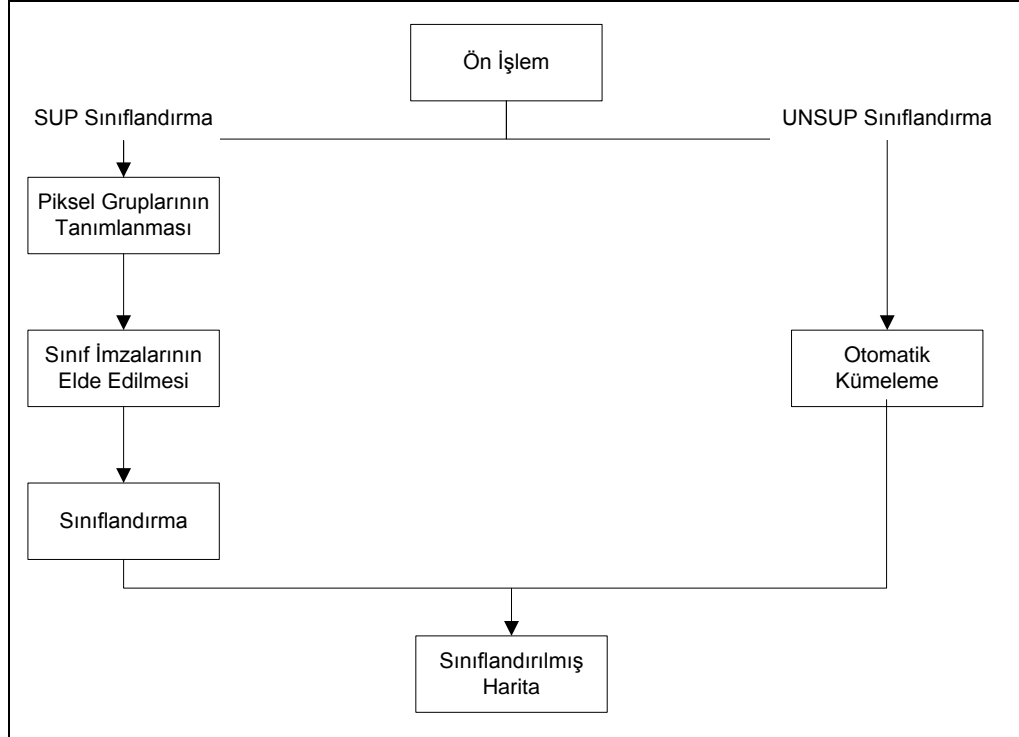 Ön İşlem
SUP Sınıflandırma
UNSUP Sınıflandırma
Piksel Gruplarının
Tanımlanması
Sınıf İmzalarının
Elde Edilmesi
Otomatik
Kümeleme
Sınıflandırma
Sınıflandırılmış
Harita